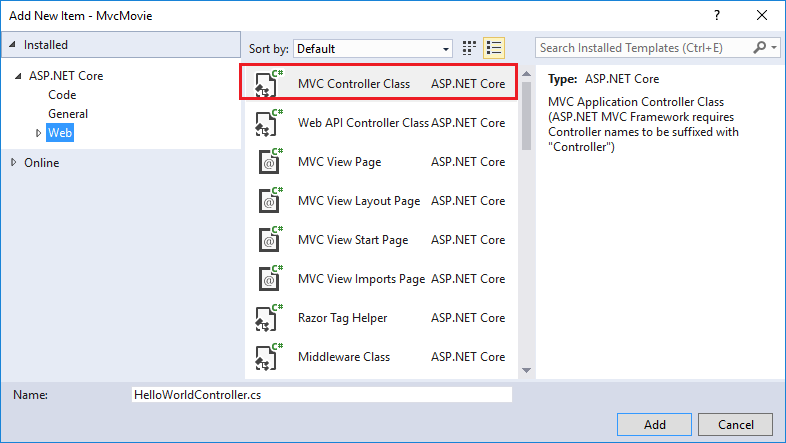 Add New Item - MvcMovie
? X
Installed
Sort by: Default
Search Installed Templates (Ctrl+E)
ASP.NET Core
Code
General
Web
Online
C# MVC Controller Class ASP.NET Core
C# Web API Controller Class ASP.NET Core
@ MVC View Page ASP.NET Core
@ MVC View Layout Page ASP.NET Core
@ MVC View Start Page ASP.NET Core
@ MVC View Imports Page ASP.NET Core
C# Razor Tag Helper ASP.NET Core
C# Middleware Class ASP.NET Core
Type: ASP.NET Core
MVC Application Controller Class
(ASP.NET MVC Framework requires
Controller names to be suffixed with
"Controller")
Name: HelloWorldController.cs
Add Cancel